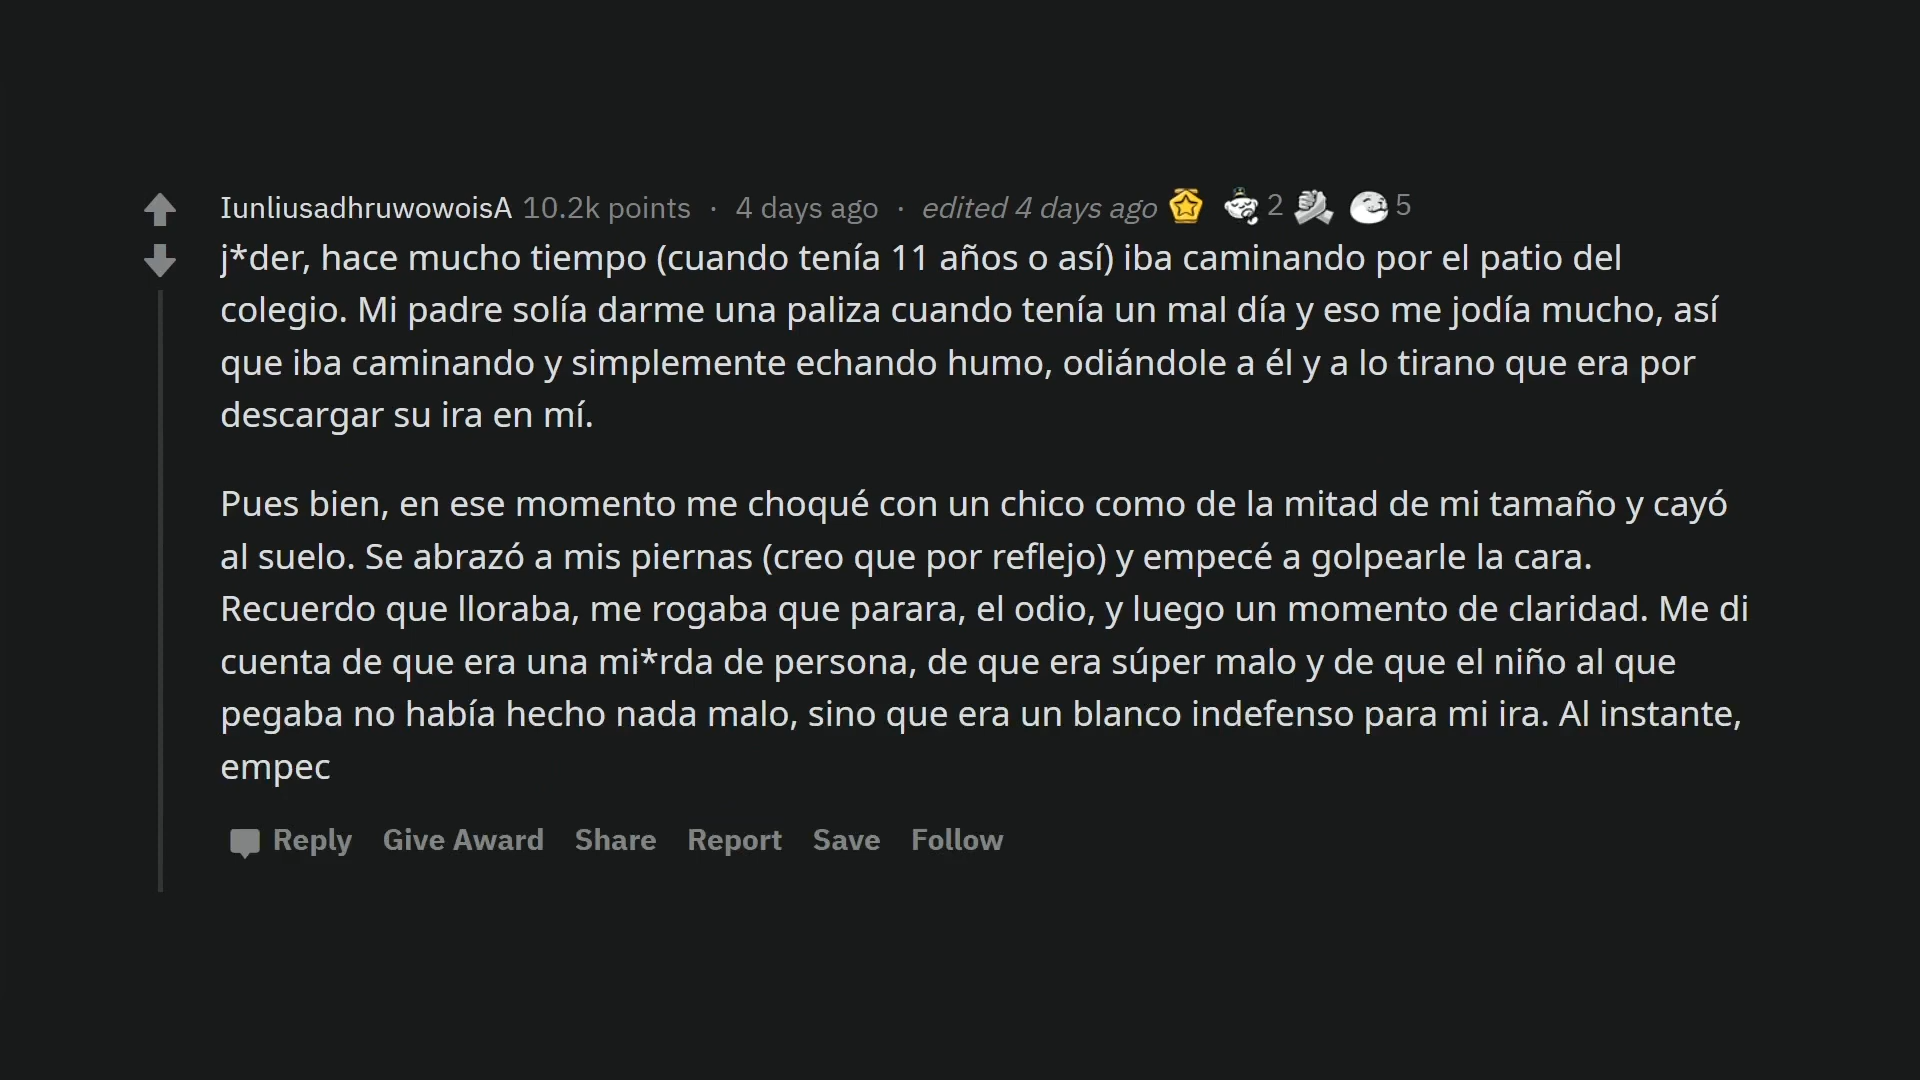 IunliusadhruwowoisA 10.2k points · 4 days ago · edited 4 days ago 2 5
j*der, hace mucho tiempo (cuando tenía 11 años o así) iba caminando por el patio del
colegio. Mi padre solía darme una paliza cuando tenía un mal día y eso me jodía mucho, así
que iba caminando y simplemente echando humo, odiándole a él y a lo tirano que era por
descargar su ira en mí.
Pues bien, en ese momento me choqué con un chico como de la mitad de mi tamaño y cayó
al suelo. Se abrazó a mis piernas (creo que por reflejo) y empecé a golpearle la cara.
Recuerdo que lloraba, me rogaba que parara, el odio, y luego un momento de claridad. Me di
cuenta de que era una mi*rda de persona, de que era súper malo y de que el niño al que
pegaba no había hecho nada malo, sino que era un blanco indefenso para mi ira. Al instante,
empec
Reply Give Award Share Report Save Follow